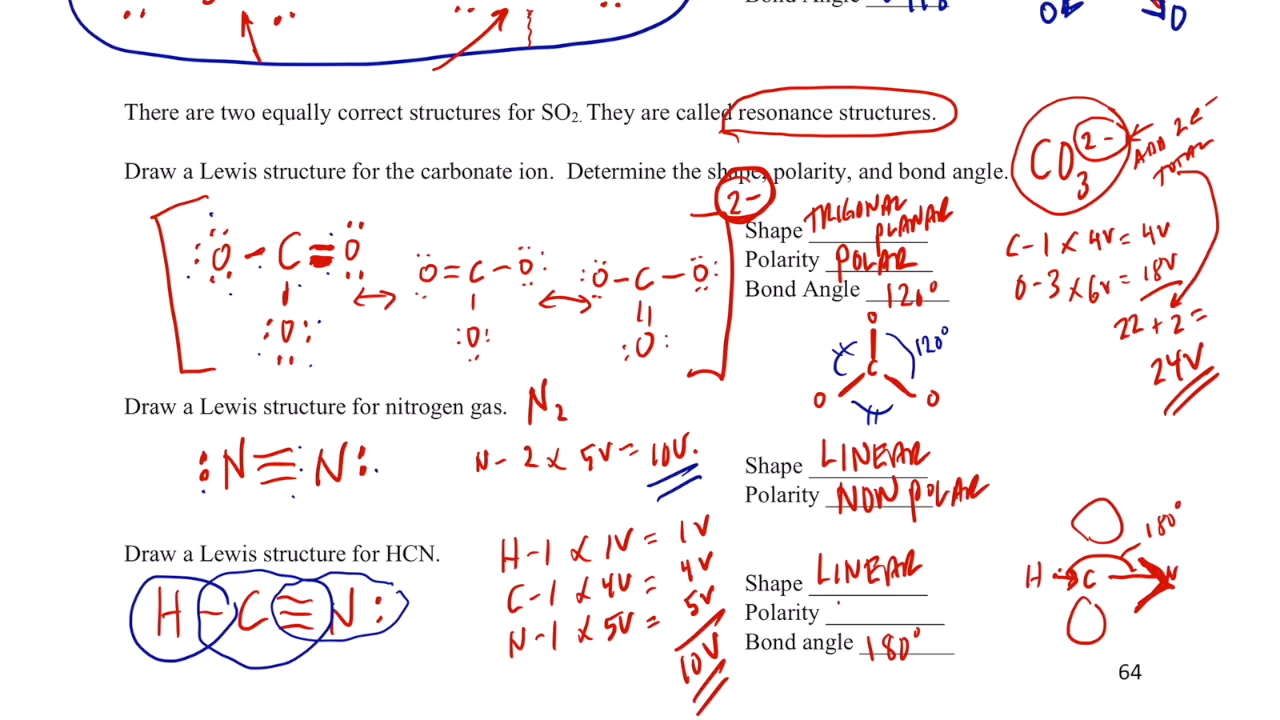 There are two equally correct structures for SO2. They are called resonance structures.
CO3 2-
ADD 2e-
TOTAL
Draw a Lewis structure for the carbonate ion. Determine the shape, polarity, and bond angle.
2-
Shape TRIGONAL PLANAR
Polarity POLAR
Bond Angle 120°
C-1 x 4V = 4V
O-3 x 6V = 18V
22 + 2 =
24V
O - C = O
O
O = C - O
O
O - C - O
O
O
C
O O
120°
Draw a Lewis structure for nitrogen gas. N2
:N≡N:
N - 2 x 5V = 10V.
Shape LINEAR
Polarity NON POLAR
Draw a Lewis structure for HCN.
H-C≡N:
H-1 x 1V = 1V
C-1 x 4V = 4V
N-1 x 5V = 5V
10V
Shape LINEAR
Polarity
Bond angle 180°
H C N
180°
64